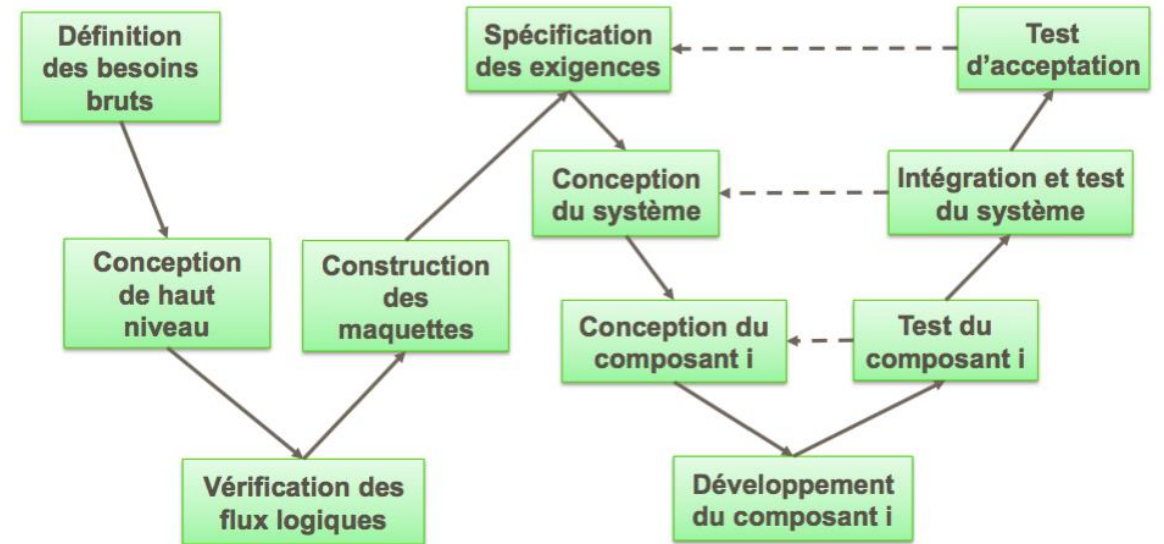 Définition
des besoins
bruts
Conception
de haut
niveau
Vérification des
flux logiques
Construction
des
maquettes
Spécification
des exigences
Conception
du système
Conception du
composant i
Développement
du composant i
Test du
composant i
Intégration et test
du système
Test
d'acceptation